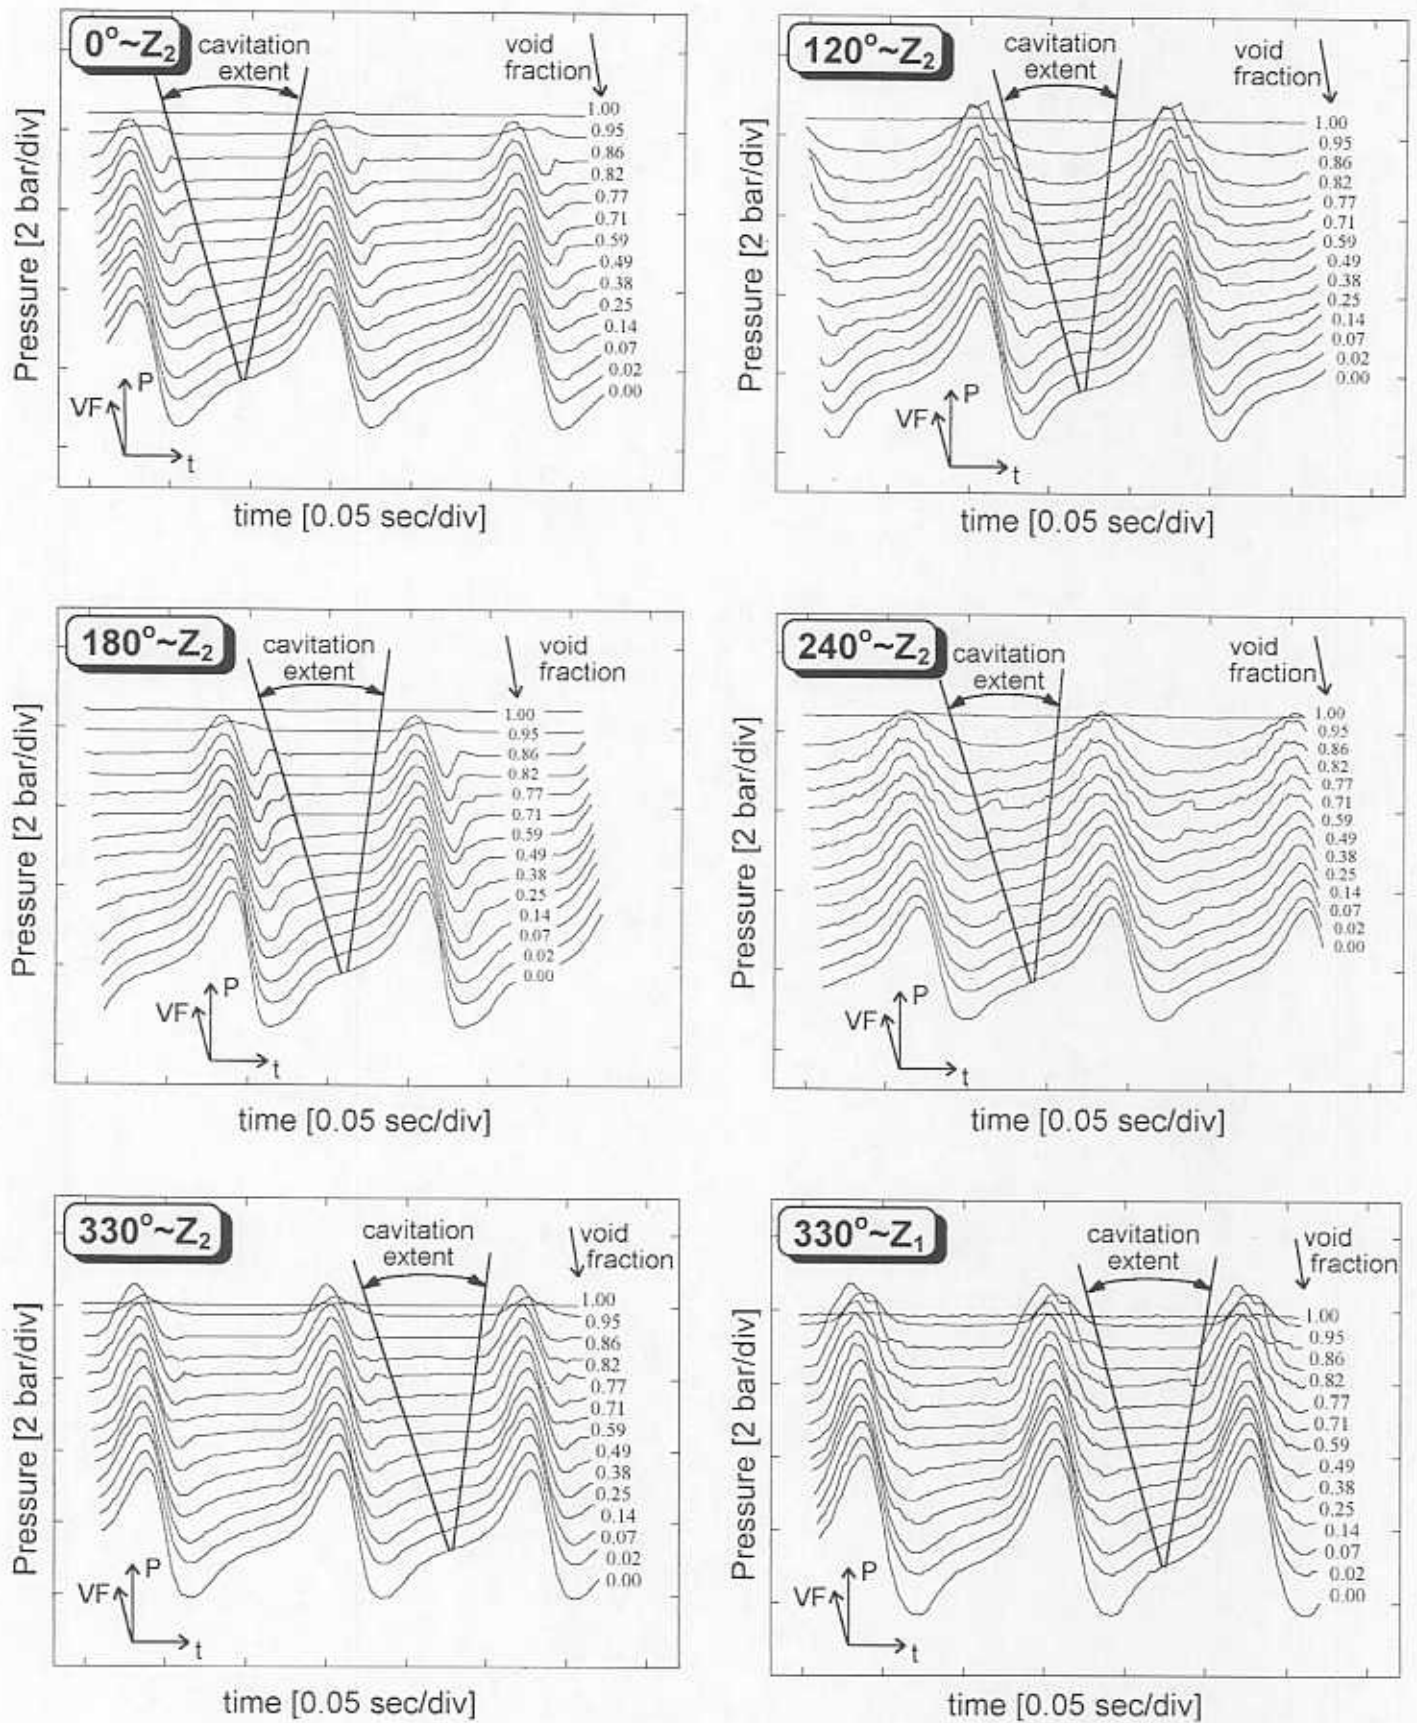 0°~Z₂
cavitation
extent
void
fraction
1.00
0.95
0.86
0.82
0.77
0.71
0.59
0.49
0.38
0.25
0.14
0.07
0.02
0.00
Pressure [2 bar/div]
P
VF
t
time [0.05 sec/div]
120°~Z₂
cavitation
extent
void
fraction
1.00
0.95
0.86
0.82
0.77
0.71
0.59
0.49
0.38
0.25
0.14
0.07
0.02
0.00
Pressure [2 bar/div]
P
VF
t
time [0.05 sec/div]
180°~Z₂
cavitation
extent
void
fraction
1.00
0.95
0.86
0.82
0.77
0.71
0.59
0.49
0.38
0.25
0.14
0.07
0.02
0.00
Pressure [2 bar/div]
P
VF
t
time [0.05 sec/div]
240°~Z₂
cavitation
extent
void
fraction
1.00
0.95
0.86
0.82
0.77
0.71
0.59
0.49
0.38
0.25
0.14
0.07
0.02
0.00
Pressure [2 bar/div]
P
VF
t
time [0.05 sec/div]
330°~Z₂
cavitation
extent
void
fraction
1.00
0.95
0.86
0.82
0.77
0.71
0.59
0.49
0.38
0.25
0.14
0.07
0.02
0.00
Pressure [2 bar/div]
P
VF
t
time [0.05 sec/div]
330°~Z₁
cavitation
extent
void
fraction
1.00
0.95
0.86
0.82
0.77
0.71
0.59
0.49
0.38
0.25
0.14
0.07
0.02
0.00
Pressure [2 bar/div]
P
VF
t
time [0.05 sec/div]